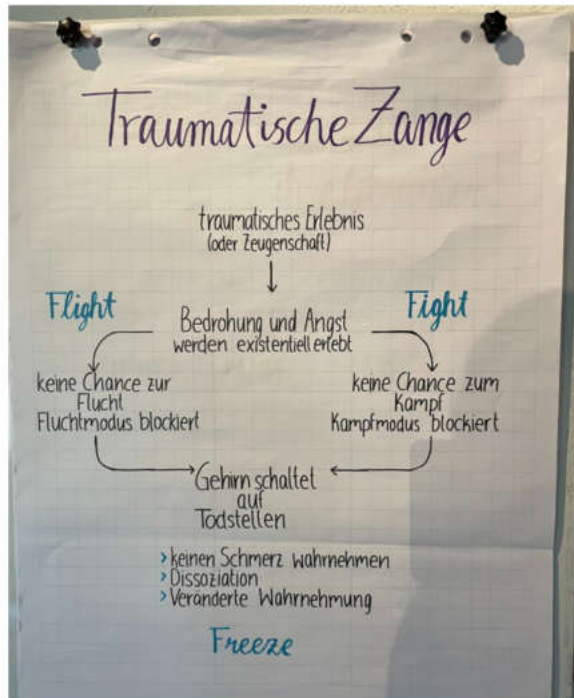 Traumatische Zange
traumatisches Erlebnis
(oder Zeugenschaft)
Flight
Fight
Bedrohung und Angst
werden existentiell erlebt
keine Chance zur
Flucht
Fluchtmodus blockiert
keine Chance zum
Kampf
Kampfmodus blockiert
Gehirn schaltet
auf
Todstellen
> keinen Schmerz wahrnehmen
> Dissoziation
> Veränderte Wahrnehmung
Freeze